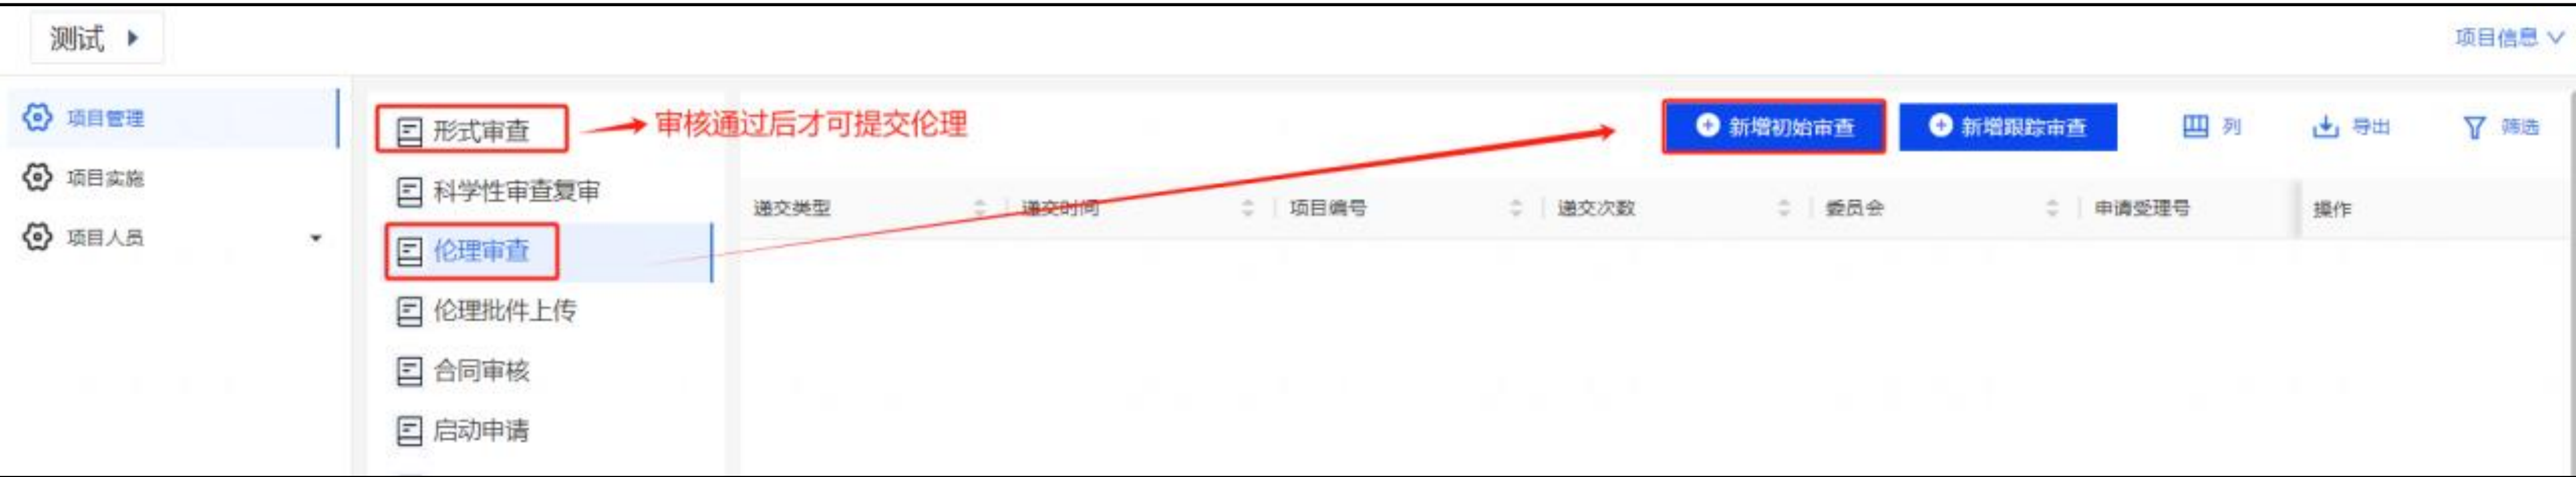 测试
项目信息
项目管理
项目实施
项目人员
形式审查
审核通过后才可提交伦理
科学性审查复审
伦理审查
伦理批件上传
合同审核
启动申请
新增初始审查 新增跟踪审查 列 导出 筛选
递交类型 递交时间 项目编号 递交次数 委员会 申请受理号 操作